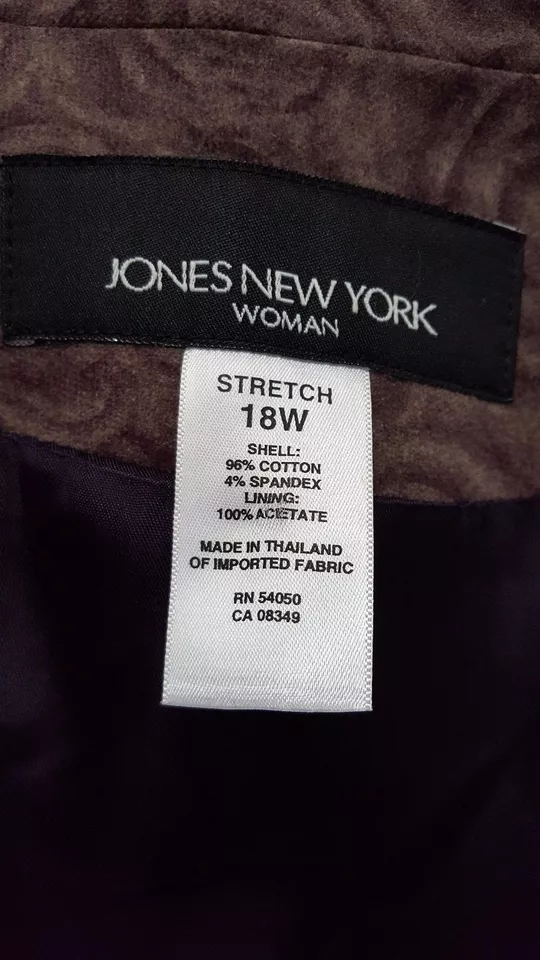 JONES NEW YORK
WOMAN
STRETCH
18W
SHELL:
96% COTTON
4% SPANDEX
LINING:
100% ACETATE
MADE IN THAILAND
OF IMPORTED FABRIC
RN 54050
CA 08349